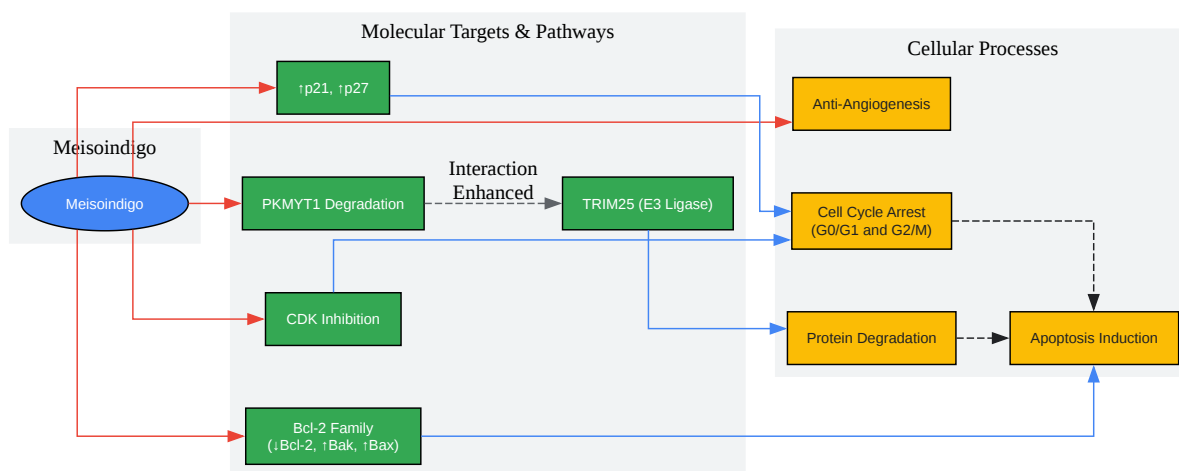 Molecular Targets & Pathways
Cellular Processes
Meisoindigo
Meisoindigo
↑p21, ↑p27
PKMYT1 Degradation
Interaction
Enhanced
TRIM25 (E3 Ligase)
CDK Inhibition
Bcl-2 Family
(↓Bcl-2, ↑Bak, ↑Bax)
Anti-Angiogenesis
Cell Cycle Arrest
(G0/G1 and G2/M)
Protein Degradation
Apoptosis Induction